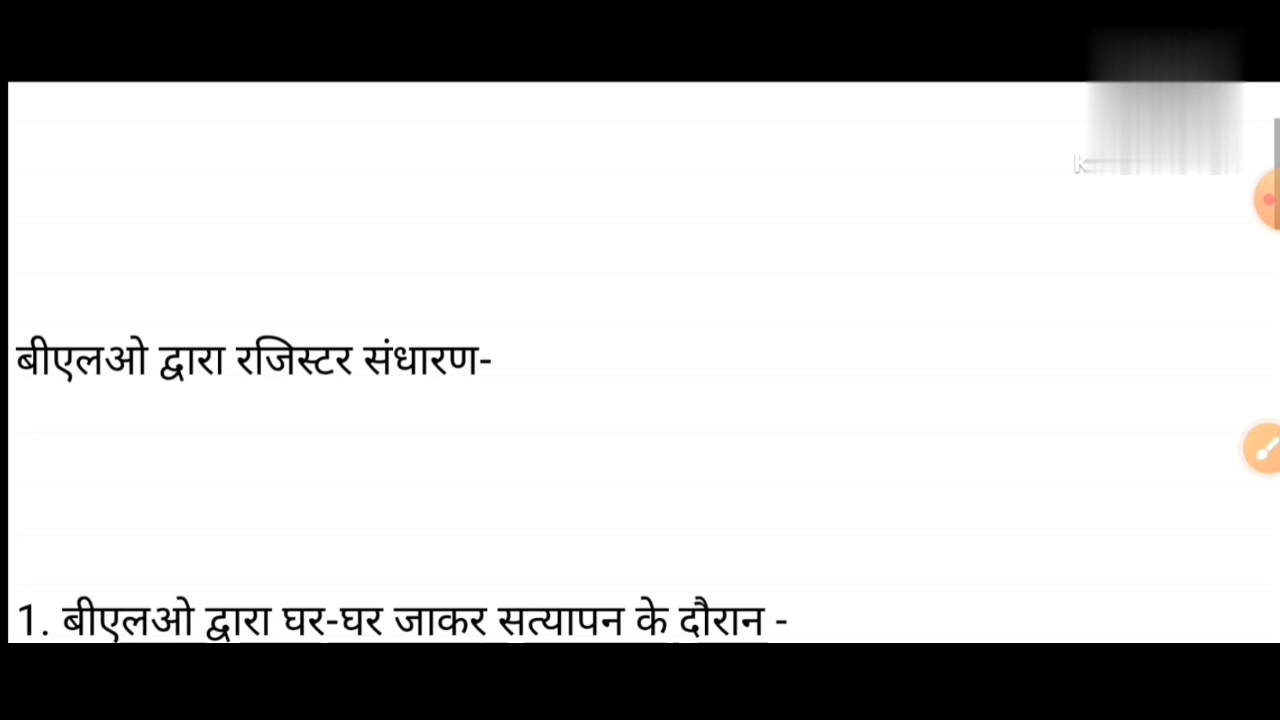 बीएलओ द्वारा रजिस्टर संधारण-
1. बीएलओ द्वारा घर-घर जाकर सत्यापन के दौरान -